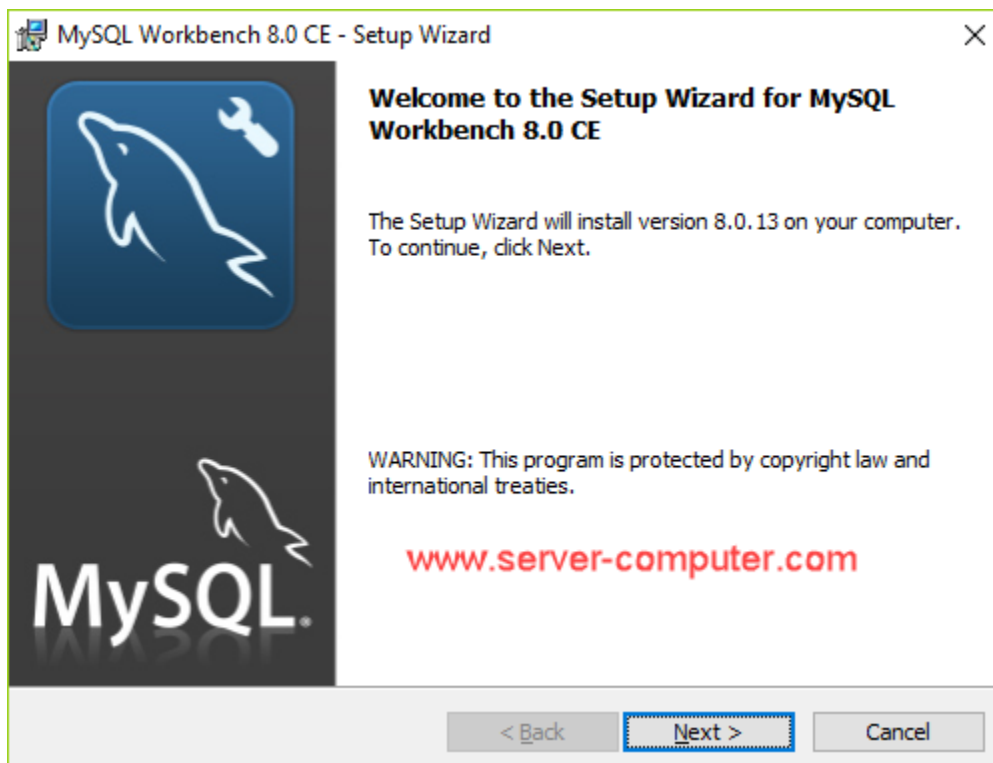 MySQL Workbench 8.0 CE - Setup Wizard
Welcome to the Setup Wizard for MySQL
Workbench 8.0 CE
The Setup Wizard will install version 8.0.13 on your computer.
To continue, click Next.
WARNING: This program is protected by copyright law and
international treaties.
www.server-computer.com
MySQL®
< Back
Next >
Cancel